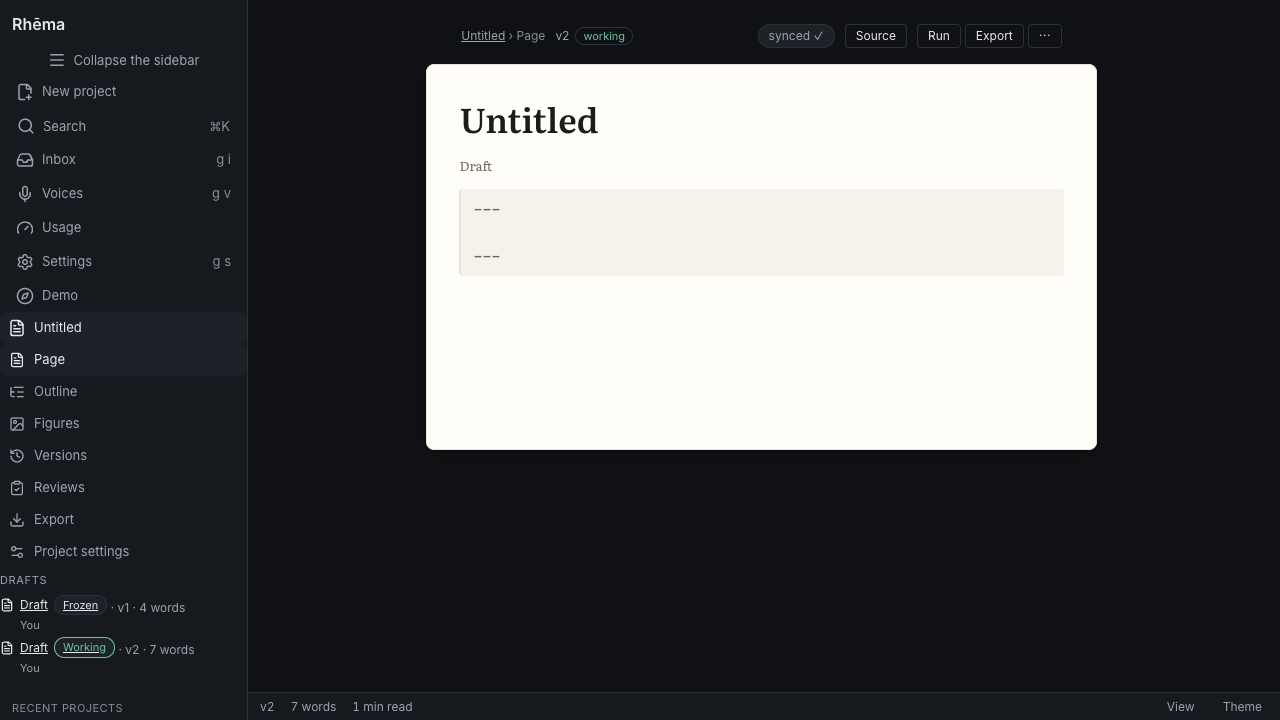 Rhēma
Collapse the sidebar
New project
Search ⌘K
Inbox g i
Voices g v
Usage
Settings g s
Demo
Untitled
Page
Outline
Figures
Versions
Reviews
Export
Project settings
DRAFTS
Draft Frozen · v1 · 4 words
You
Draft Working · v2 · 7 words
You
RECENT PROJECTS
Untitled › Page v2 working synced ✓ Source Run Export ···
Untitled
Draft
---
---
v2 7 words 1 min read View Theme